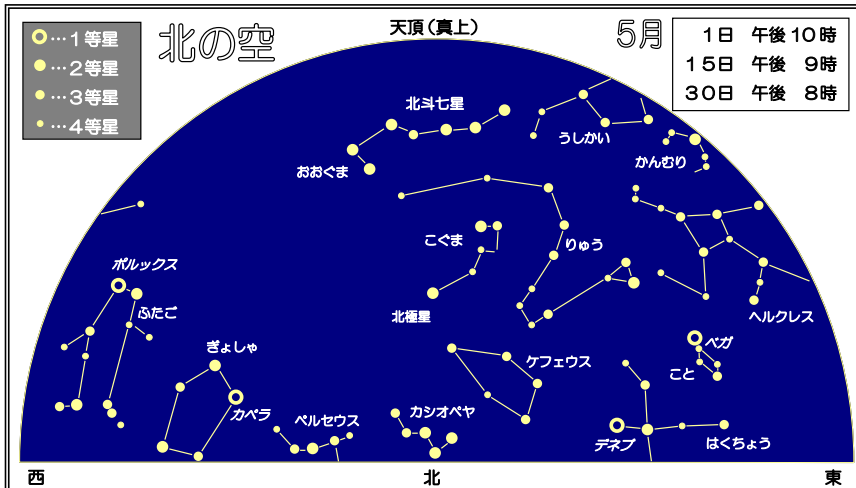 天頂(真上)
北の空
5月
1日 午後10時
15日 午後 9時
30日 午後 8時
…1等星
…2等星
…3等星
…4等星
北斗七星
うしかい
かんむり
おおぐま
こぐま
りゅう
ポルックス
ふたご
北極星
ヘルクレス
ベガ
ぎょしゃ
ケフェウス
こと
カペラ
ペルセウス
カシオペヤ
デネブ
はくちょう
西
北
東